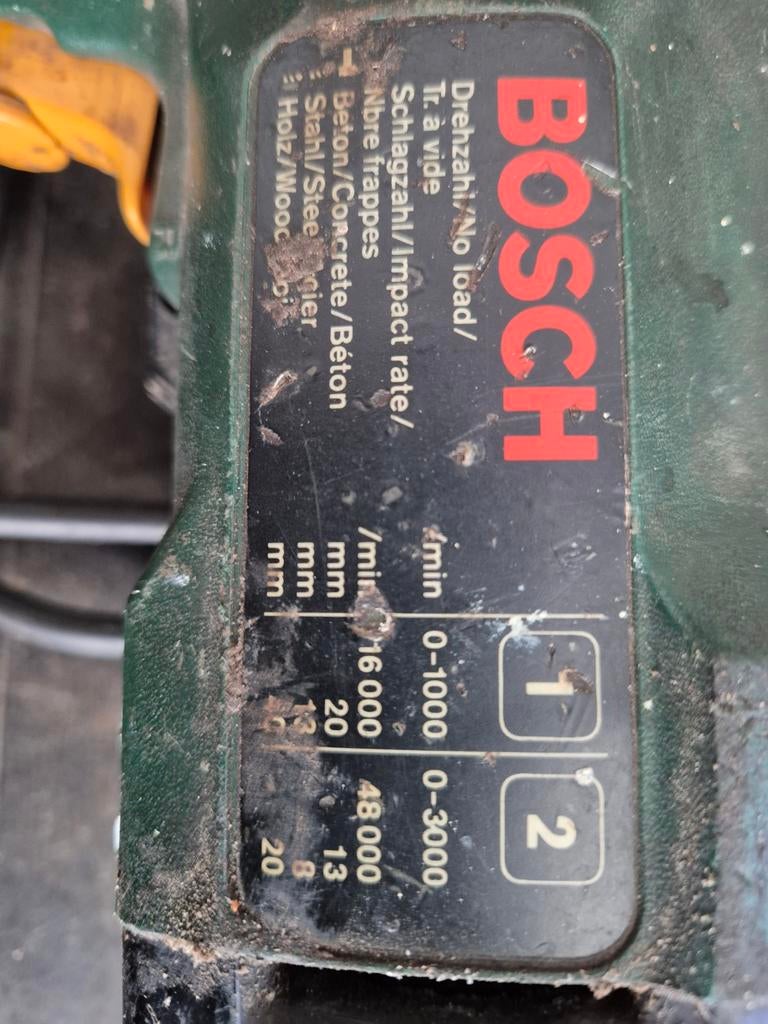 BOSCH 1 2
Drehzahl/No load/
Tr. à vide /min 0-1000 0-3000
Schlagzahl/Impact rate/
Nbre frappes /min 16 000 48 000
Beton/Concrete/Béton mm 20 13
Stahl/Steel mm 13 8
Holz/Wood mm 20